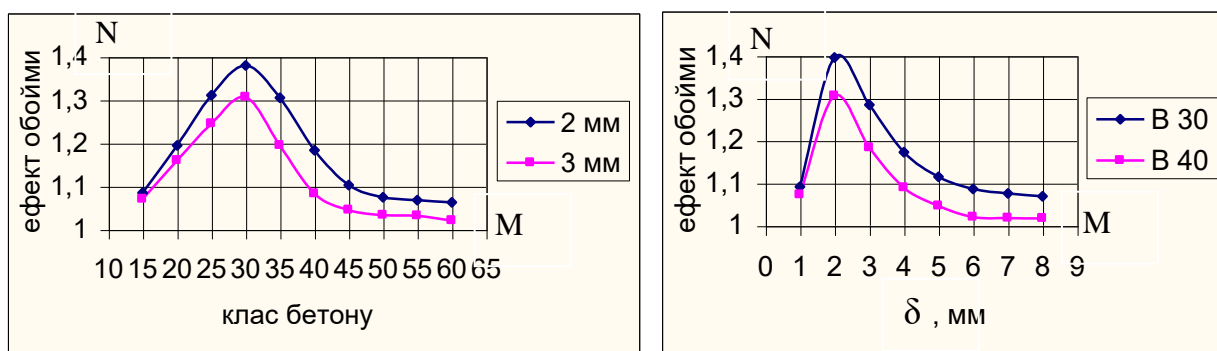 N
1,4
1,3
1,2
1,1
1
ефект обойми
M
10 15 20 25 30 35 40 45 50 55 60 65
клас бетону
2 мм
3 мм
N
1,4
1,3
1,2
1,1
1
ефект обойми
M
0 1 2 3 4 5 6 7 8 9
δ , мм
В 30
В 40